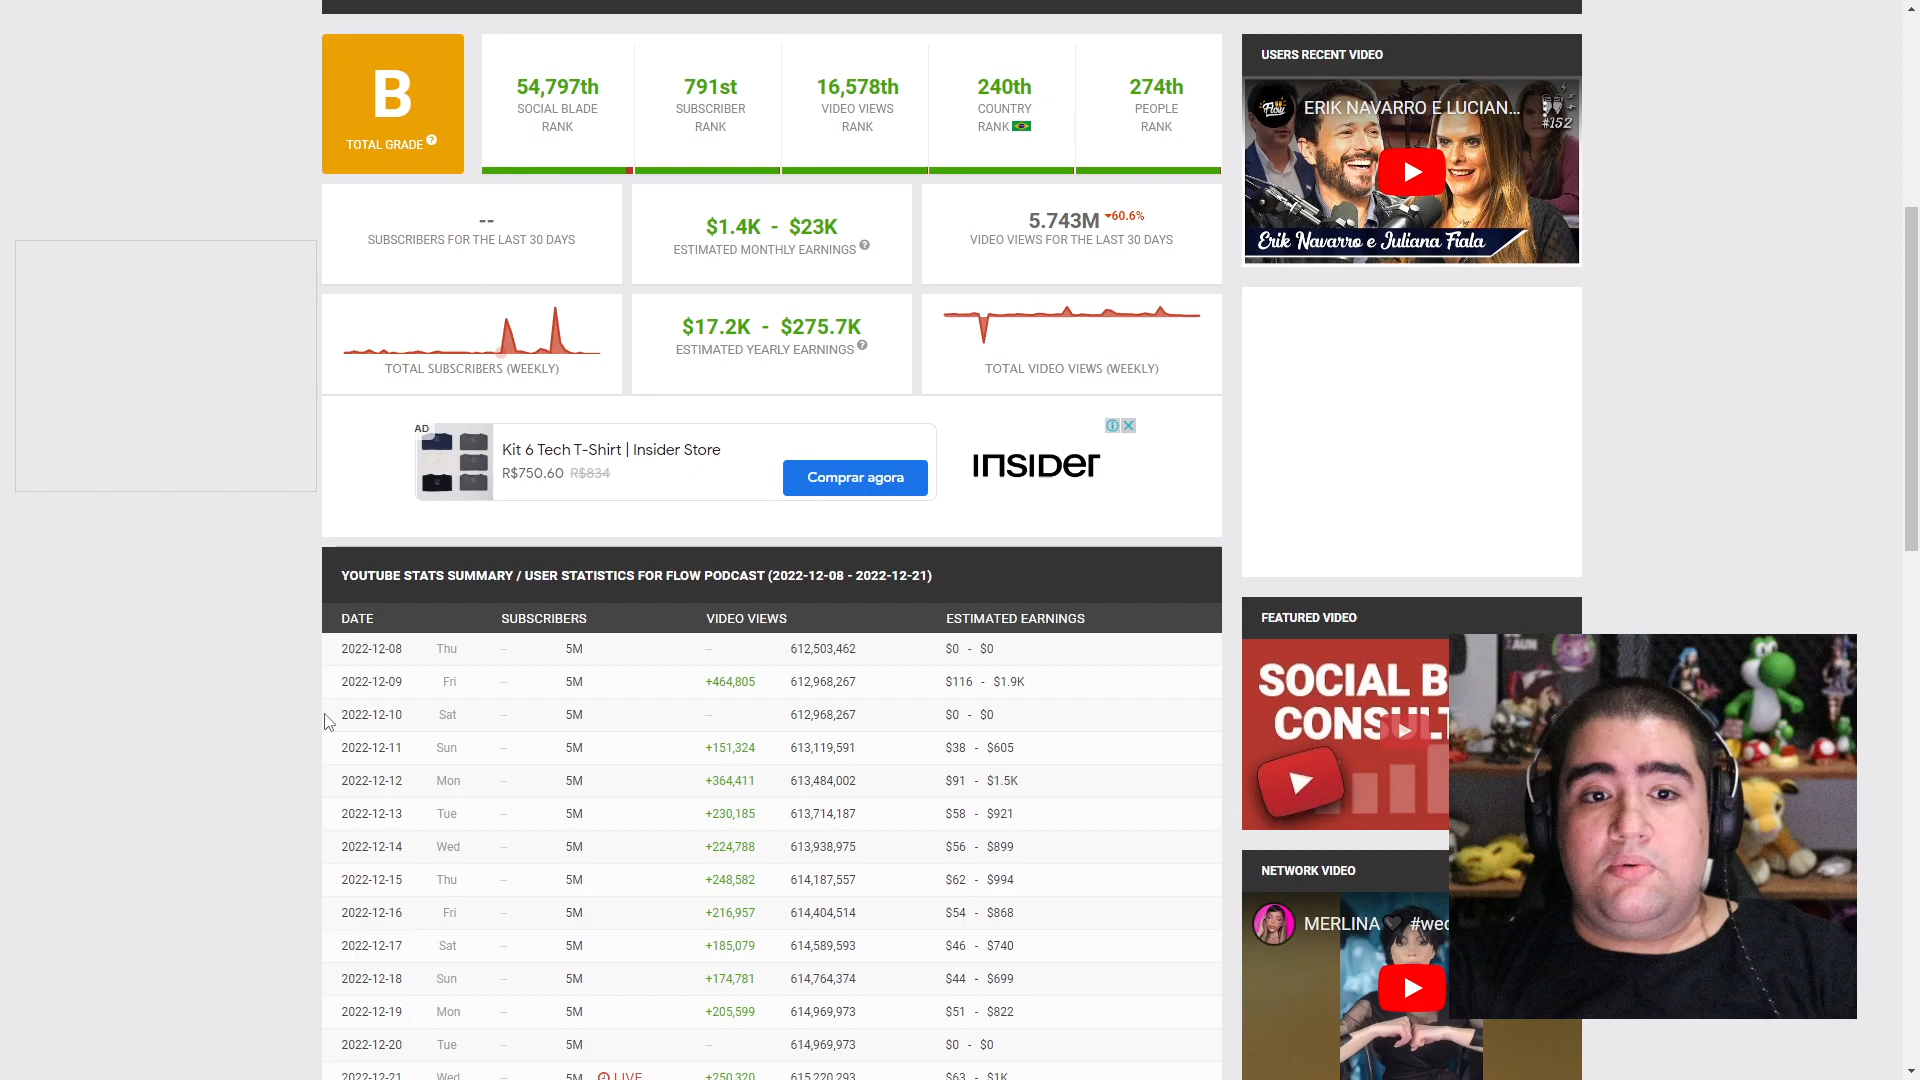 B
TOTAL GRADE
54,797th
SOCIAL BLADE
RANK
791st
SUBSCRIBER
RANK
16,578th
VIDEO VIEWS
RANK
240th
COUNTRY
RANK
274th
PEOPLE
RANK
--
SUBSCRIBERS FOR THE LAST 30 DAYS
$1.4K - $23K
ESTIMATED MONTHLY EARNINGS
5.743M 60.6%
VIDEO VIEWS FOR THE LAST 30 DAYS
TOTAL SUBSCRIBERS (WEEKLY)
$17.2K - $275.7K
ESTIMATED YEARLY EARNINGS
TOTAL VIDEO VIEWS (WEEKLY)
AD
Kit 6 Tech T-Shirt | Insider Store
R$750.60 R$834
Comprar agora
INSIDER
YOUTUBE STATS SUMMARY / USER STATISTICS FOR FLOW PODCAST (2022-12-08 - 2022-12-21)
DATE SUBSCRIBERS VIDEO VIEWS ESTIMATED EARNINGS
2022-12-08 Thu -- 5M -- 612,503,462 $0 - $0
2022-12-09 Fri -- 5M +464,805 612,968,267 $116 - $1.9K
2022-12-10 Sat -- 5M -- 612,968,267 $0 - $0
2022-12-11 Sun -- 5M +151,324 613,119,591 $38 - $605
2022-12-12 Mon -- 5M +364,411 613,484,002 $91 - $1.5K
2022-12-13 Tue -- 5M +230,185 613,714,187 $58 - $921
2022-12-14 Wed -- 5M +224,788 613,938,975 $56 - $899
2022-12-15 Thu -- 5M +248,582 614,187,557 $62 - $994
2022-12-16 Fri -- 5M +216,957 614,404,514 $54 - $868
2022-12-17 Sat -- 5M +185,079 614,589,593 $46 - $740
2022-12-18 Sun -- 5M +174,781 614,764,374 $44 - $699
2022-12-19 Mon -- 5M +205,599 614,969,973 $51 - $822
2022-12-20 Tue -- 5M -- 614,969,973 $0 - $0
2022-12-21 Wed -- 5M LIVE +250,320 615,220,293 $63 - $1K
USERS RECENT VIDEO
Flow
ERIK NAVARRO E LUCIAN...
#152
Erik Navarro e Juliana Fiala
FEATURED VIDEO
SOCIAL B
CONSULT
NETWORK VIDEO
MERLINA🖤 #wed